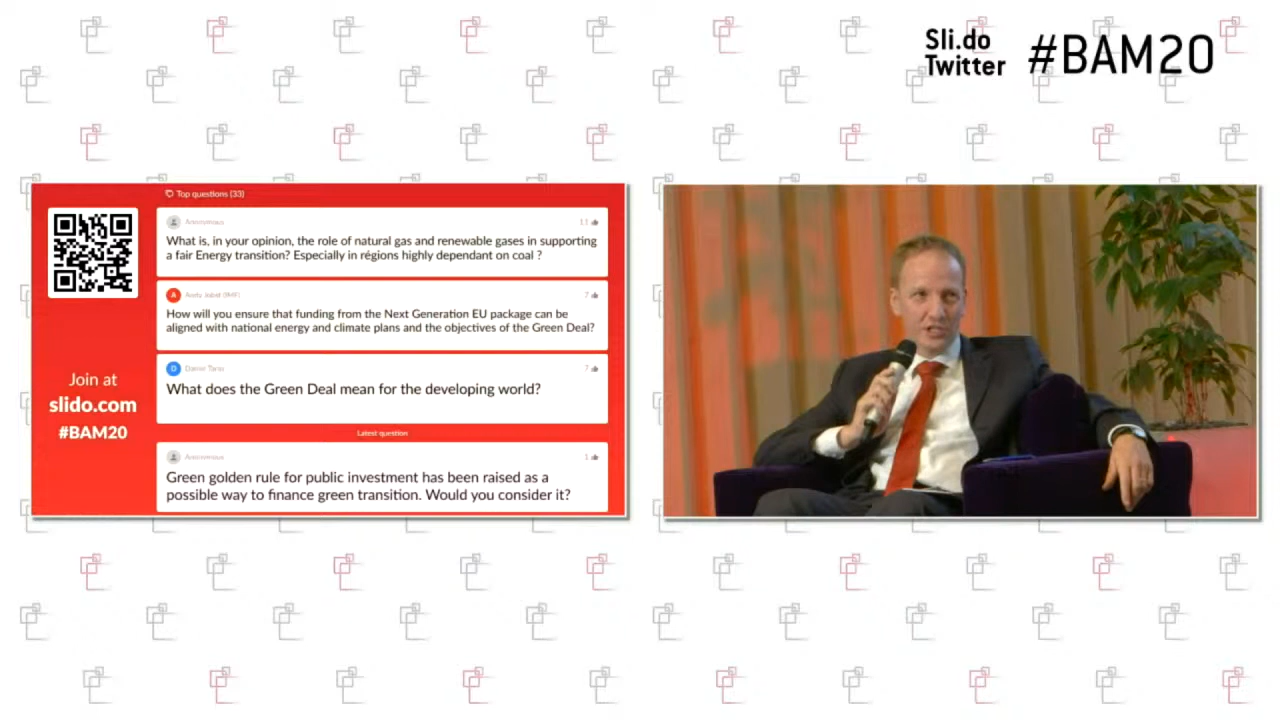 Sli.do
Twitter
#BAM20
Top questions (33)
Anonymous
11
What is, in your opinion, the role of natural gas and renewable gases in supporting
a fair Energy transition? Especially in régions highly dependant on coal ?
A
7
How will you ensure that funding from the Next Generation EU package can be
aligned with national energy and climate plans and the objectives of the Green Deal?
D
7
What does the Green Deal mean for the developing world?
Latest question
Anonymous
1
Green golden rule for public investment has been raised as a
possible way to finance green transition. Would you consider it?
Join at
slido.com
#BAM20